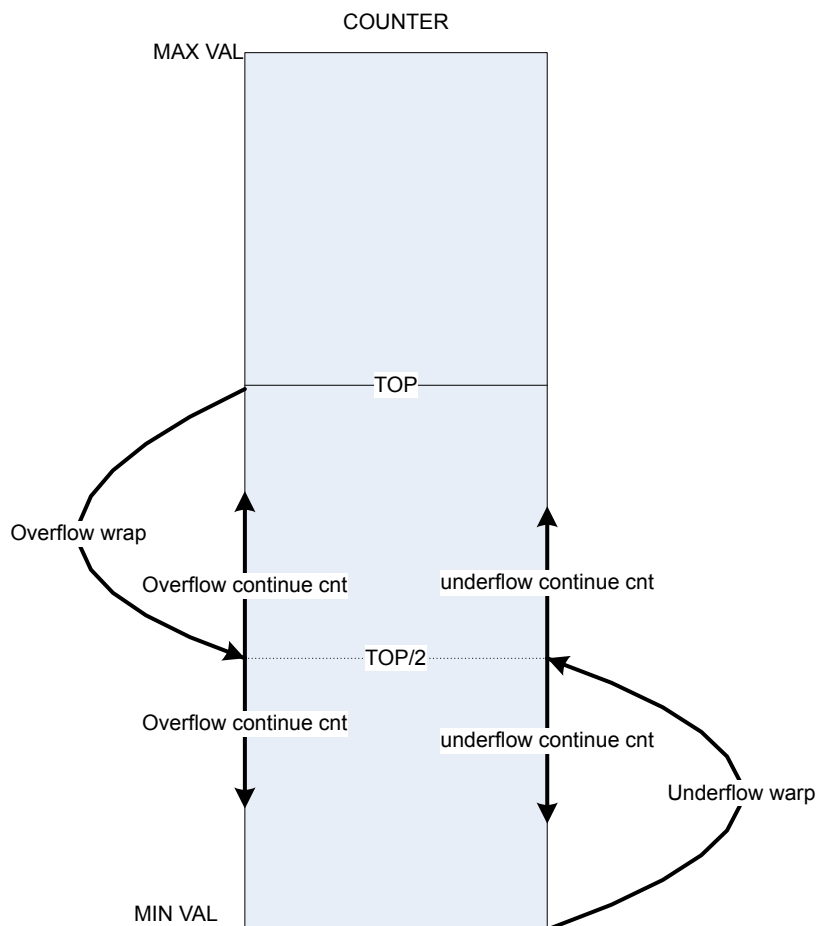 COUNTER
MAX VAL
TOP
Overflow wrap
Overflow continue cnt
underflow continue cnt
TOP/2
Overflow continue cnt
underflow continue cnt
Underflow warp
MIN VAL